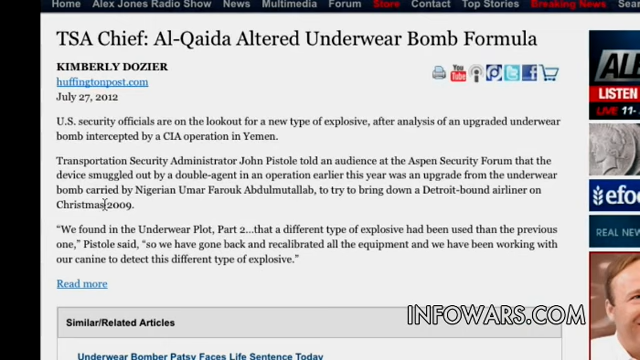 Home Alex Jones Radio Show News Multimedia Forum Store Contact Top Stories Breaking News
TSA Chief: Al-Qaida Altered Underwear Bomb Formula
KIMBERLY DOZIER
huffingtonpost.com
July 27, 2012
You Tube
U.S. security officials are on the lookout for a new type of explosive, after analysis of an upgraded underwear
bomb intercepted by a CIA operation in Yemen.
Transportation Security Administrator John Pistole told an audience at the Aspen Security Forum that the
device smuggled out by a double-agent in an operation earlier this year was an upgrade from the underwear
bomb carried by Nigerian Umar Farouk Abdulmutallab, to try to bring down a Detroit-bound airliner on
Christmas 2009.
“We found in the Underwear Plot, Part 2…that a different type of explosive had been used than the previous
one,” Pistole said, “so we have gone back and recalibrated all the equipment and we have been working with
our canine to detect this different type of explosive.”
Read more
Similar/Related Articles
Underwear Bomber Patsy Faces Life Sentence Today
ALE
LISTEN
LIVE 11-
efoo
REAL NEW
INFOWARS.COM